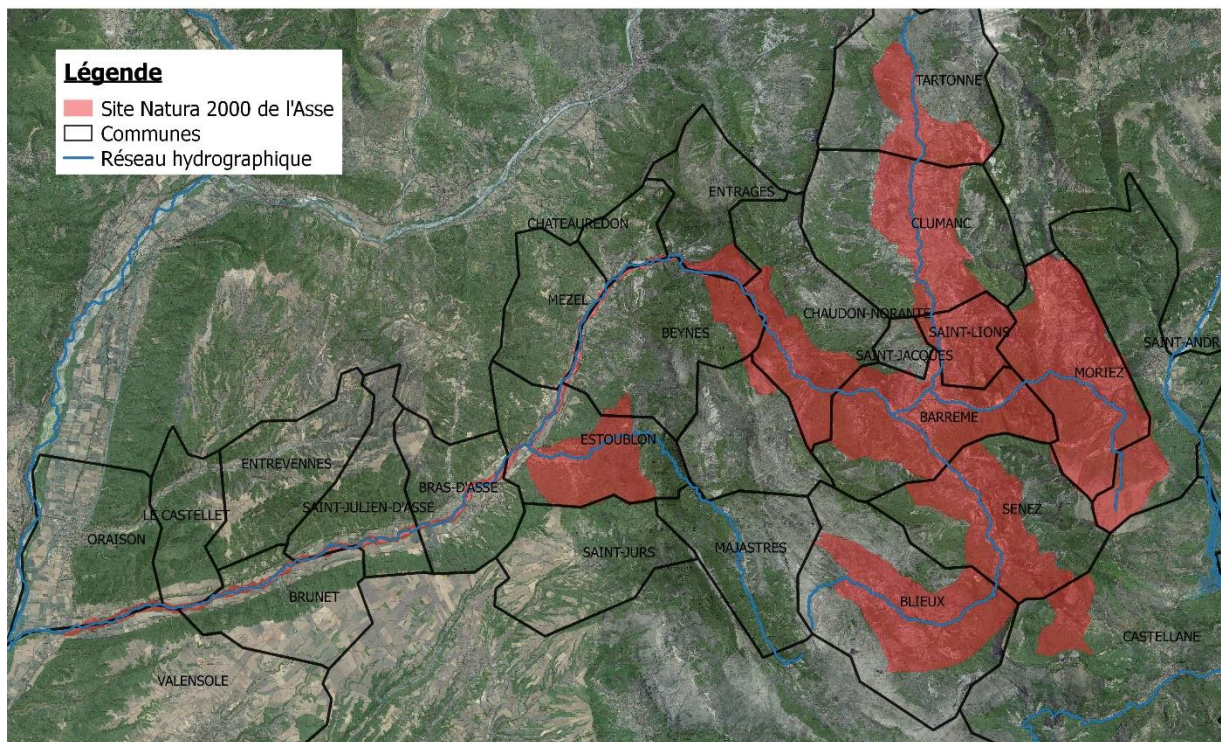 Légende
Site Natura 2000 de l'Asse
Communes
Réseau hydrographique
TARTONNE
ENTRAGES
CHATEAUREDON
CLUMANC
MEZEL
CHAUDON-NORANTE
BEYNES
SAINT-LIONS
SAINT-JACQUES
SAINT-ANDR
MORIEZ
BARREME
ESTOUBLON
ENTREVENNES
BRAS-D'ASSE
SAINT-JULIEN-D'ASSE
SENEZ
LE CASTELLET
ORAISON
SAINT-JURS
MAJASTRES
BRUNET
BLIEUX
CASTELLANE
VALENSOLE